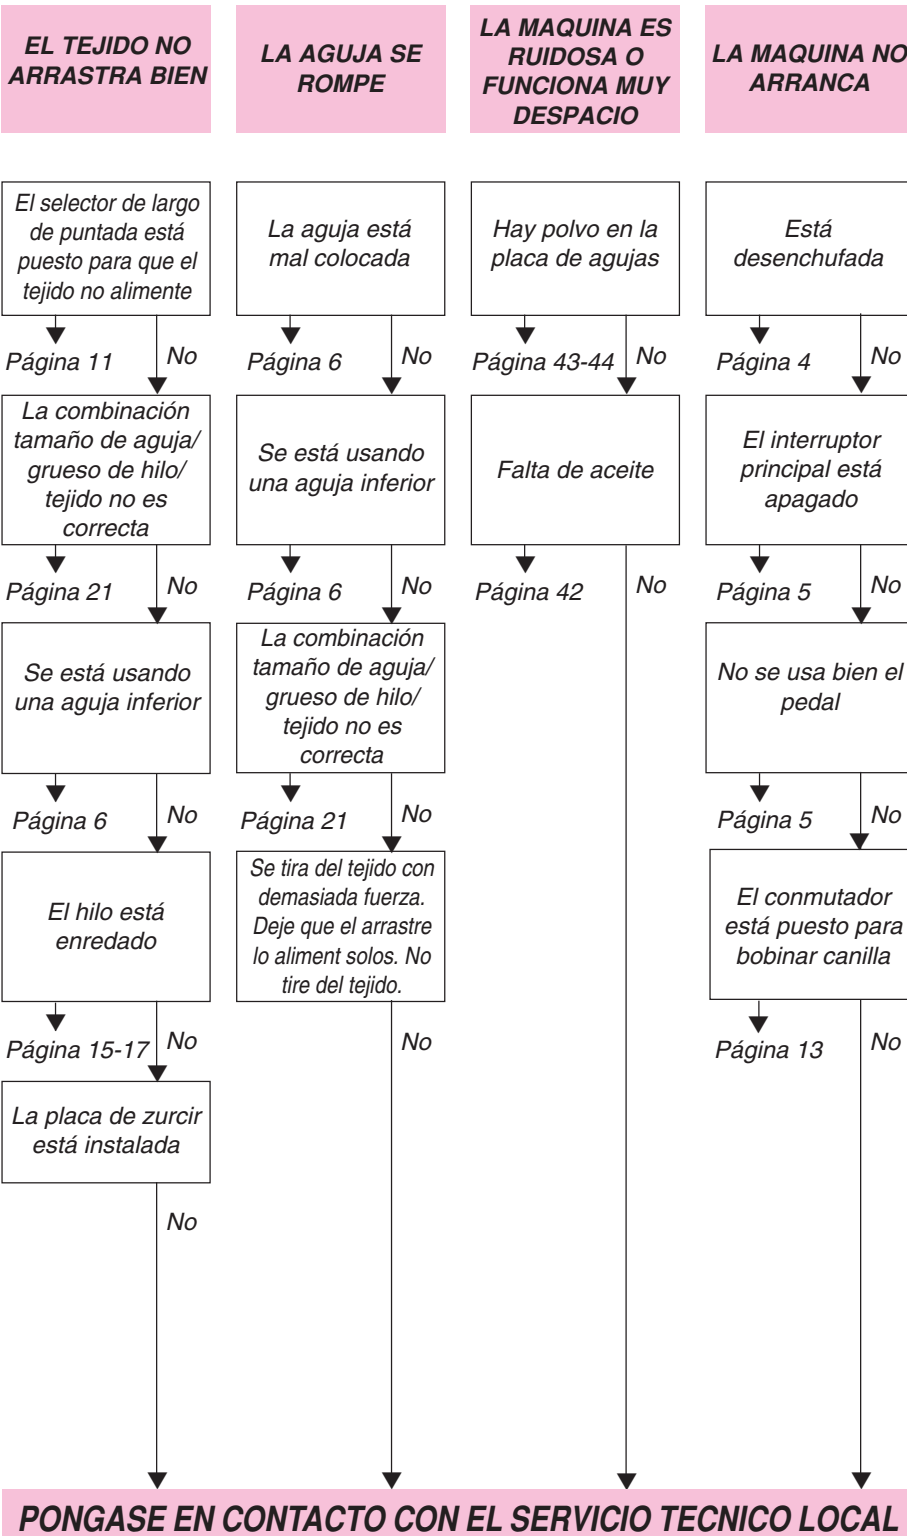 EL TEJIDO NO
ARRASTRA BIEN
El selector de largo
de puntada está
puesto para que el
tejido no alimente
Página 11
No
La combinación
tamaño de aguja/
grueso de hilo/
tejido no es
correcta
Página 21
No
Se está usando
una aguja inferior
Página 6
No
El hilo está
enredado
Página 15-17
No
La placa de zurcir
está instalada
No
LA AGUJA SE
ROMPE
La aguja está
mal colocada
Página 6
No
Se está usando
una aguja inferior
Página 6
No
La combinación
tamaño de aguja/
grueso de hilo/
tejido no es
correcta
Página 21
No
Se tira del tejido con
demasiada fuerza.
Deje que el arrastre
lo aliment solos. No
tire del tejido.
No
LA MAQUINA ES
RUIDOSA O
FUNCIONA MUY
DESPACIO
Hay polvo en la
placa de agujas
Página 43-44
No
Falta de aceite
Página 42
No
LA MAQUINA NO
ARRANCA
Está
desenchufada
Página 4
No
El interruptor
principal está
apagado
Página 5
No
No se usa bien el
pedal
Página 5
No
El conmutador
está puesto para
bobinar canilla
Página 13
No
PONGASE EN CONTACTO CON EL SERVICIO TECNICO LOCAL